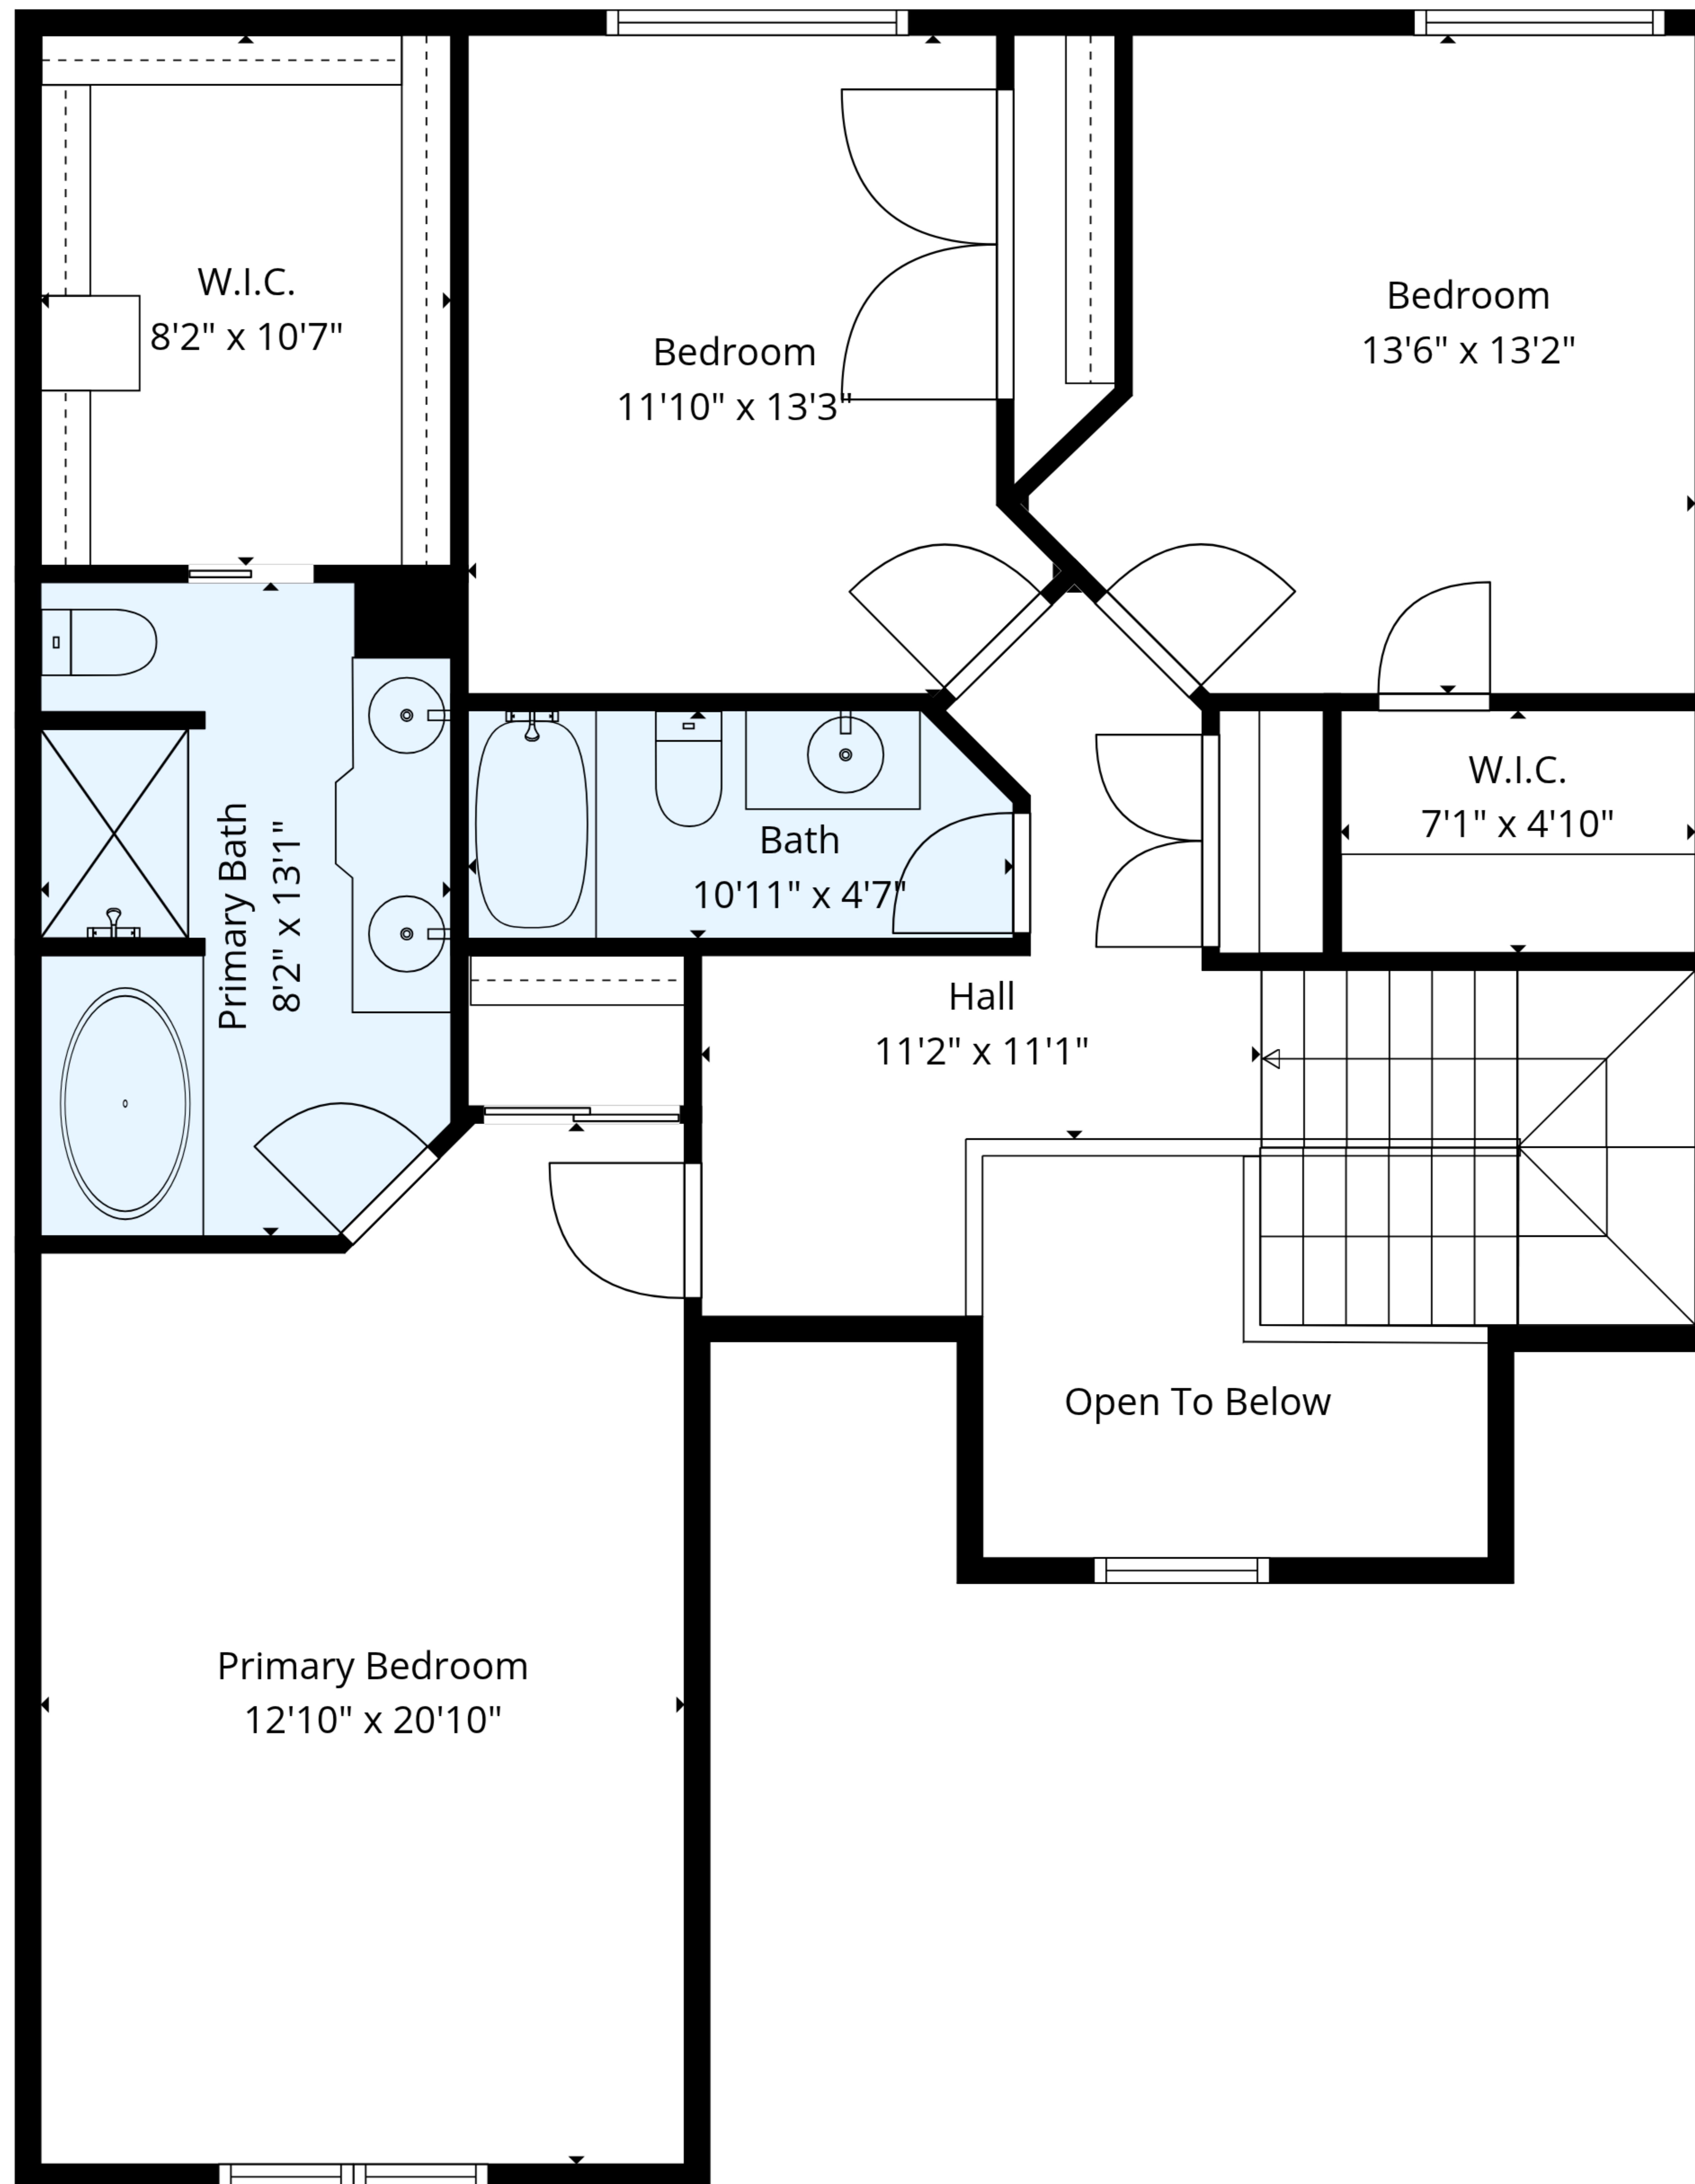 W.I.C.
8'2" x 10'7"
Bedroom
11'10" x 13'3"
Bedroom
13'6" x 13'2"
Primary Bath
8'2" x 13'1"
Bath
10'11" x 4'7"
W.I.C.
7'1" x 4'10"
Hall
11'2" x 11'1"
Open To Below
Primary Bedroom
12'10" x 20'10"